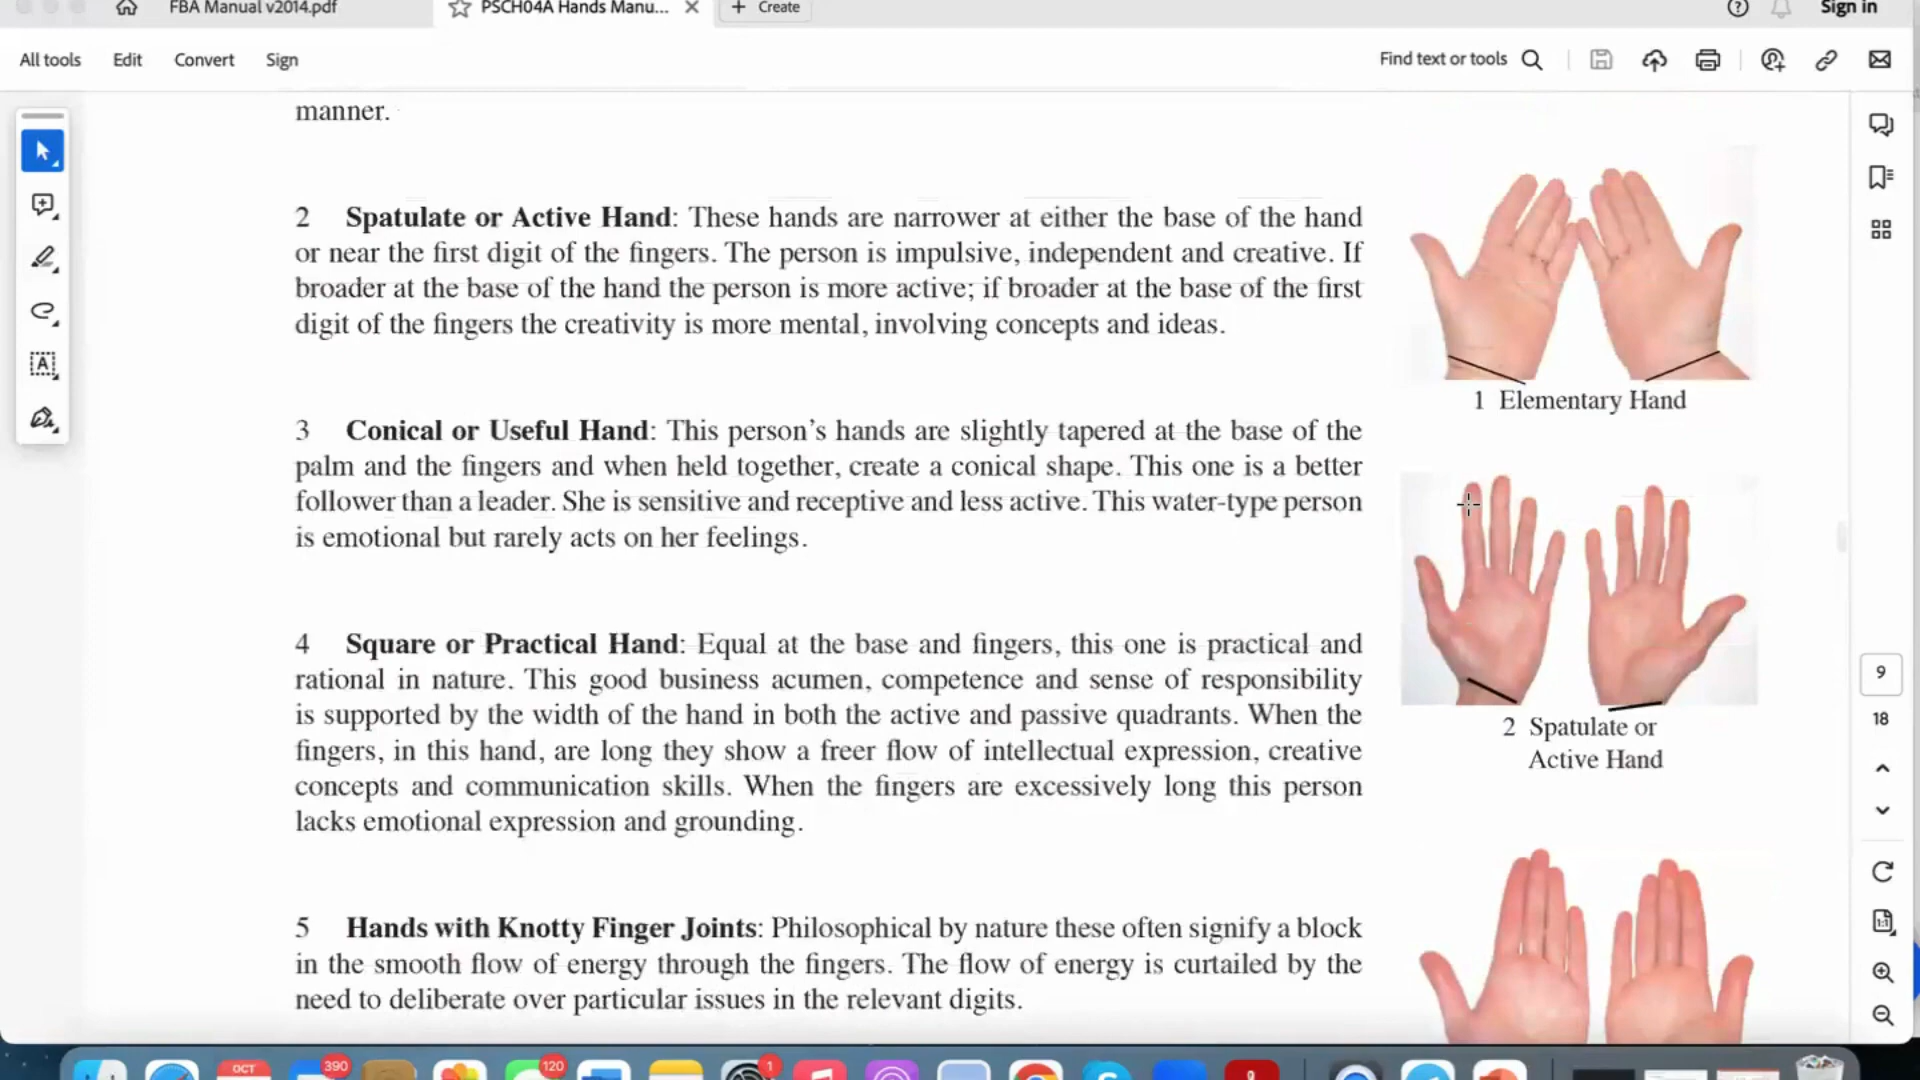 FBA Manual v2014.pdf
PSCH04A Hands Manu...
+ Create
Sign in
All tools
Edit
Convert
Sign
Find text or tools
manner.
2 Spatulate or Active Hand: These hands are narrower at either the base of the hand
or near the first digit of the fingers. The person is impulsive, independent and creative. If
broader at the base of the hand the person is more active; if broader at the base of the first
digit of the fingers the creativity is more mental, involving concepts and ideas.
3 Conical or Useful Hand: This person’s hands are slightly tapered at the base of the
palm and the fingers and when held together, create a conical shape. This one is a better
follower than a leader. She is sensitive and receptive and less active. This water-type person
is emotional but rarely acts on her feelings.
4 Square or Practical Hand: Equal at the base and fingers, this one is practical and
rational in nature. This good business acumen, competence and sense of responsibility
is supported by the width of the hand in both the active and passive quadrants. When the
fingers, in this hand, are long they show a freer flow of intellectual expression, creative
concepts and communication skills. When the fingers are excessively long this person
lacks emotional expression and grounding.
5 Hands with Knotty Finger Joints: Philosophical by nature these often signify a block
in the smooth flow of energy through the fingers. The flow of energy is curtailed by the
need to deliberate over particular issues in the relevant digits.
1 Elementary Hand
2 Spatulate or
Active Hand
9
18
OCT
390
120
1